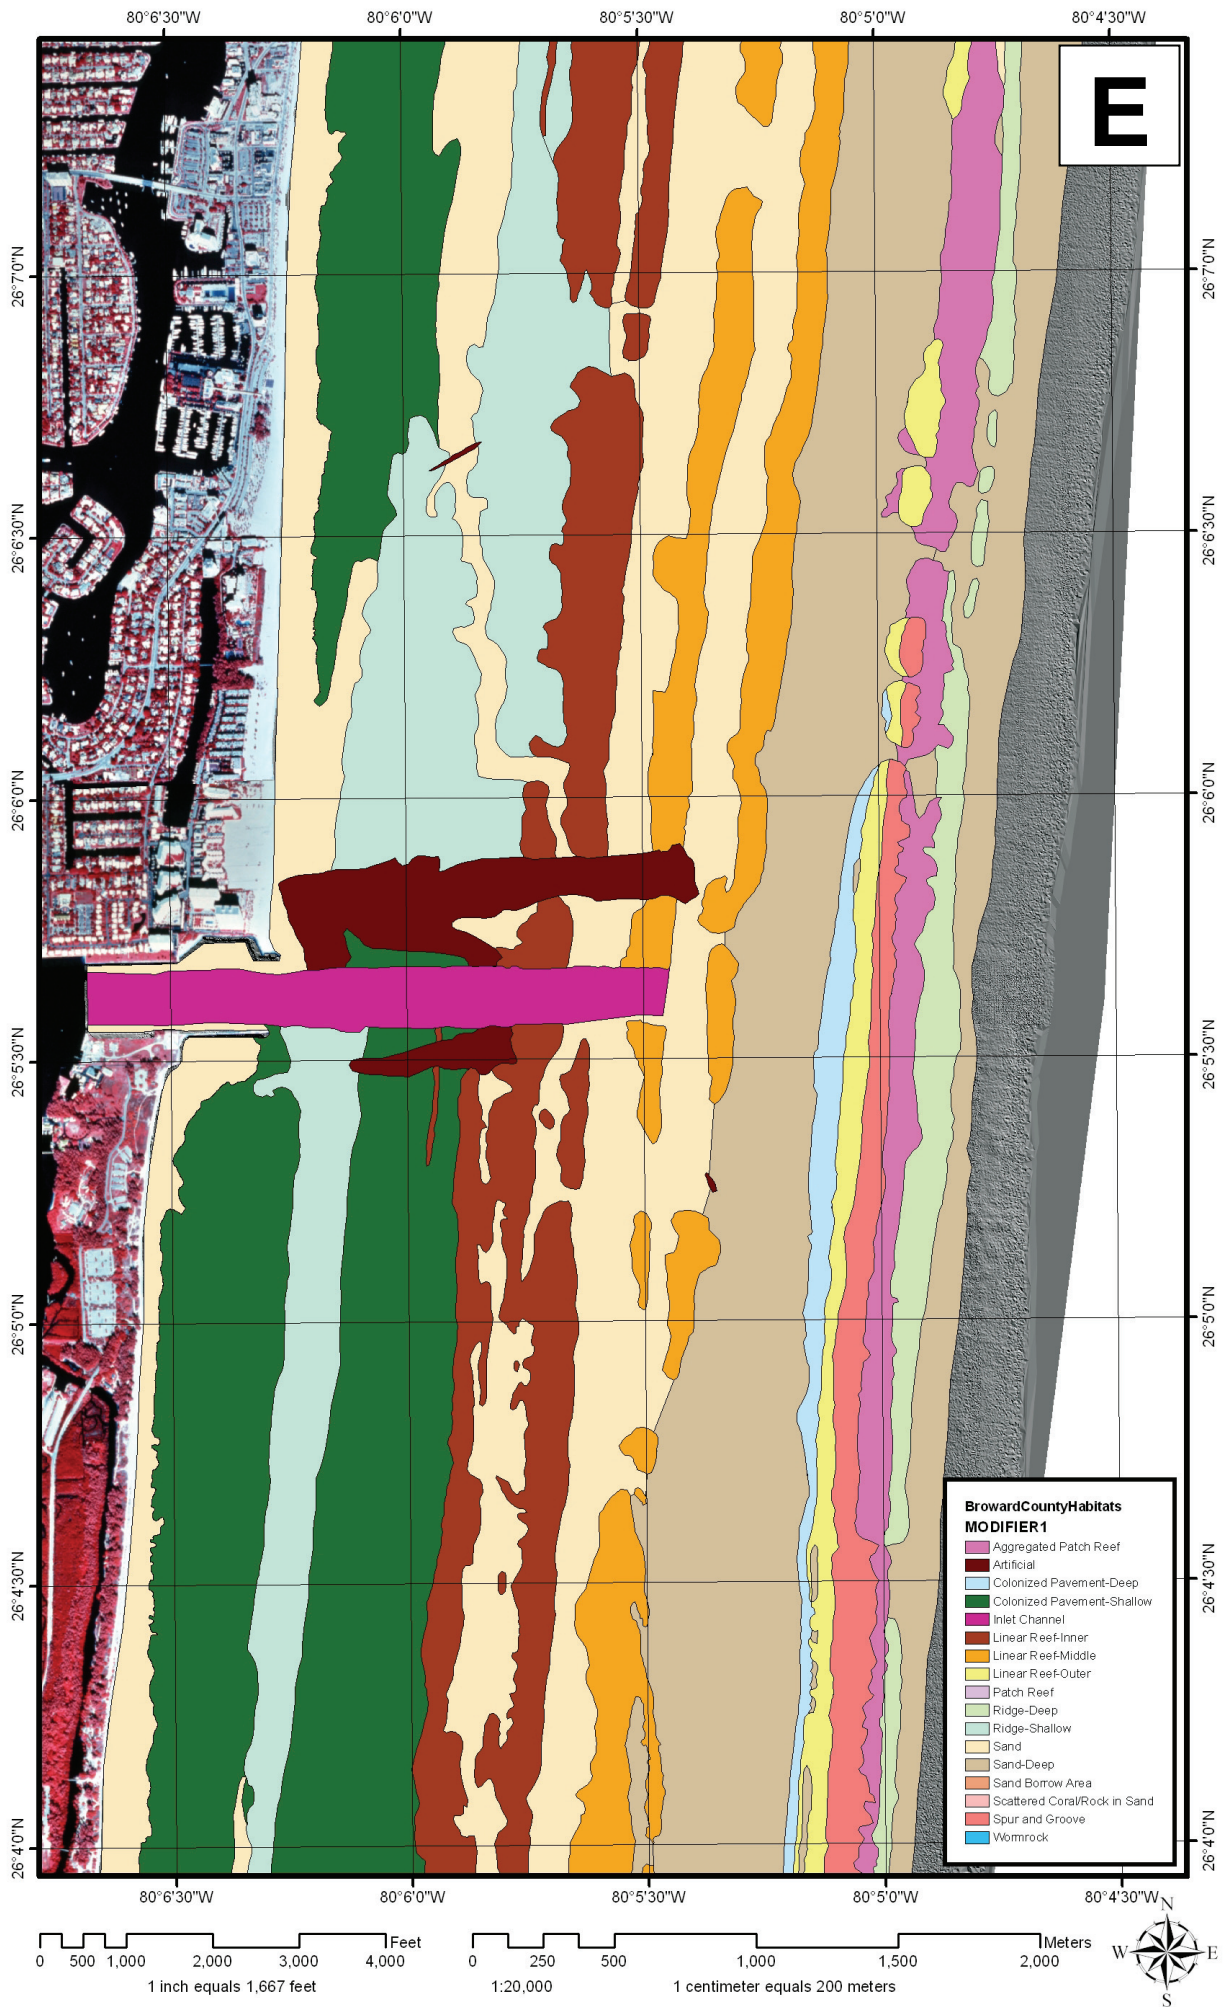 80°6'30"W 80°6'0"W 80°5'30"W 80°5'0"W 80°4'30"W
E
26°7'0"N 26°7'0"N
26°6'30"N 26°6'30"N
26°6'0"N 26°6'0"N
26°5'30"N 26°5'30"N
26°5'0"N 26°5'0"N
26°4'30"N 26°4'30"N
26°4'0"N 26°4'0"N
BrowardCountyHabitats
MODIFIER1
Aggregated Patch Reef
Artificial
Colonized Pavement-Deep
Colonized Pavement-Shallow
Inlet Channel
Linear Reef-Inner
Linear Reef-Middle
Linear Reef-Outer
Patch Reef
Ridge-Deep
Ridge-Shallow
Sand
Sand-Deep
Sand Borrow Area
Scattered Coral/Rock in Sand
Spur and Groove
Wormrock
80°6'30"W 80°6'0"W 80°5'30"W 80°5'0"W 80°4'30"W
Feet
0 500 1,000 2,000 3,000 4,000
Meters
0 250 500 1,000 1,500 2,000
1 inch equals 1,667 feet 1:20,000 1 centimeter equals 200 meters
N
W E
S